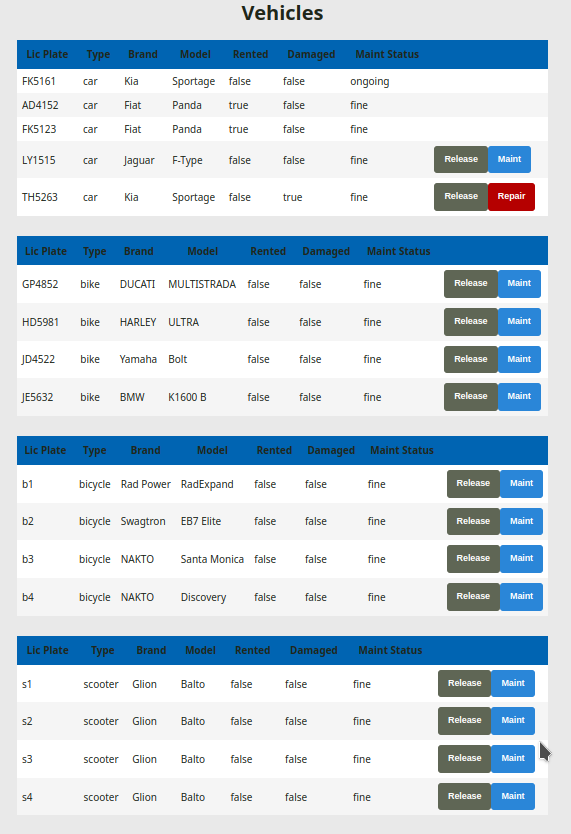 Vehicles
Lic Plate Type Brand Model Rented Damaged Maint Status
FK5161 car Kia Sportage false false ongoing
AD4152 car Fiat Panda true false fine
FK5123 car Fiat Panda true false fine
LY1515 car Jaguar F-Type false false fine Release Maint
TH5263 car Kia Sportage false true fine Release Repair
Lic Plate Type Brand Model Rented Damaged Maint Status
GP4852 bike DUCATI MULTISTRADA false false fine Release Maint
HD5981 bike HARLEY ULTRA false false fine Release Maint
JD4522 bike Yamaha Bolt false false fine Release Maint
JE5632 bike BMW K1600 B false false fine Release Maint
Lic Plate Type Brand Model Rented Damaged Maint Status
b1 bicycle Rad Power RadExpand false false fine Release Maint
b2 bicycle Swagtron EB7 Elite false false fine Release Maint
b3 bicycle NAKTO Santa Monica false false fine Release Maint
b4 bicycle NAKTO Discovery false false fine Release Maint
Lic Plate Type Brand Model Rented Damaged Maint Status
s1 scooter Glion Balto false false fine Release Maint
s2 scooter Glion Balto false false fine Release Maint
s3 scooter Glion Balto false false fine Release Maint
s4 scooter Glion Balto false false fine Release Maint